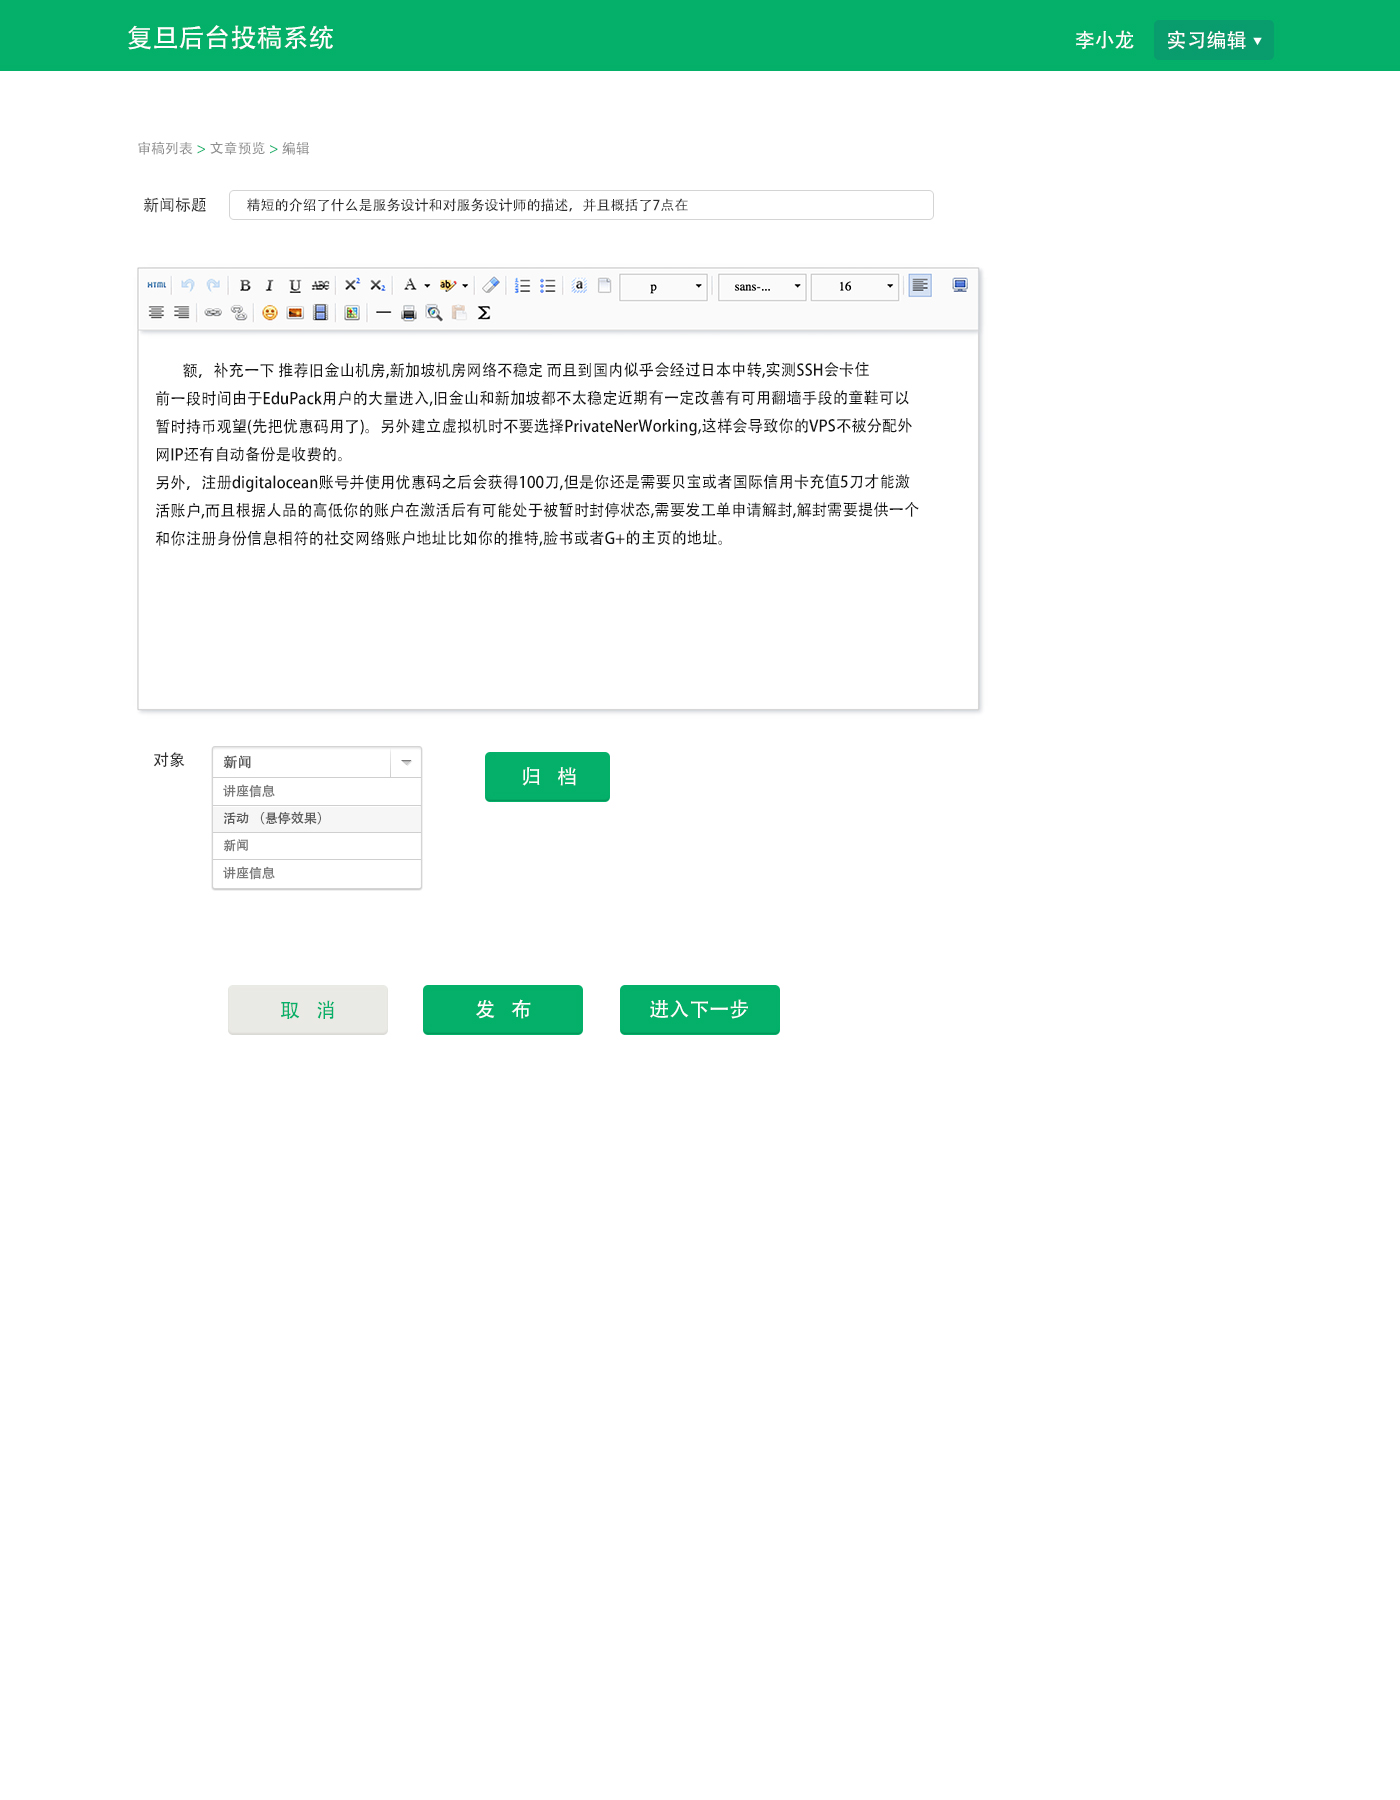 复旦后台投稿系统
李小龙
实习编辑 ▼
审稿列表 > 文章预览 > 编辑
新闻标题
精短的介绍了什么是服务设计和对服务设计师的描述，并且概括了7点在
HTML B I U ABC X² X₂ A ab a p sans-... 16
Σ
额，补充一下 推荐旧金山机房,新加坡机房网络不稳定 而且到国内似乎会经过日本中转,实测SSH会卡住
前一段时间由于EduPack用户的大量进入,旧金山和新加坡都不太稳定近期有一定改善有可用翻墙手段的童鞋可以
暂时持币观望(先把优惠码用了)。另外建立虚拟机时不要选择PrivateNerWorking,这样会导致你的VPS不被分配外
网IP还有自动备份是收费的。
另外，注册digitalocean账号并使用优惠码之后会获得100刀,但是你还是需要贝宝或者国际信用卡充值5刀才能激
活账户,而且根据人品的高低你的账户在激活后有可能处于被暂时封停状态,需要发工单申请解封,解封需要提供一个
和你注册身份信息相符的社交网络账户地址比如你的推特,脸书或者G+的主页的地址。
对象
新闻
讲座信息
活动 （悬停效果）
新闻
讲座信息
归 档
取 消
发 布
进入下一步